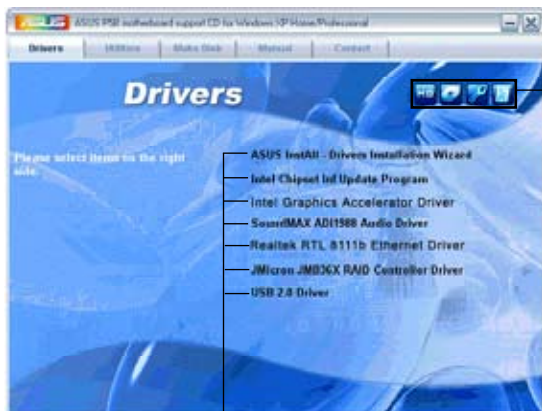 ASUS P5B motherboard support CD for Windows XP Home/Professional
Drivers Utilities Make Disk Manual Contact
Drivers
Please select items on the right side.
ASUS InstAll - Drivers Installation Wizard
Intel Chipset Inf Update Program
Intel Graphics Accelerator Driver
SoundMAX ADI1988 Audio Driver
Realtek RTL 8111b Ethernet Driver
JMicron JMB36X RAID Controller Driver
USB 2.0 Driver